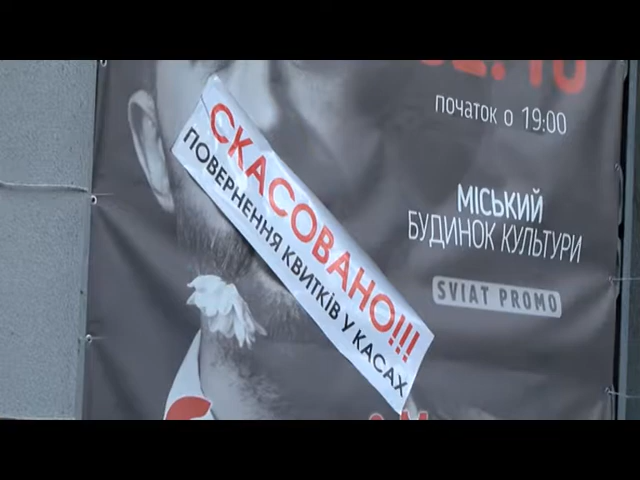 початок о 19:00
МІСЬКИЙ
БУДИНОК КУЛЬТУРИ
SVIAT PROMO
СКАСОВАНО!!!
ПОВЕРНЕННЯ КВИТКІВ У КАСАХ